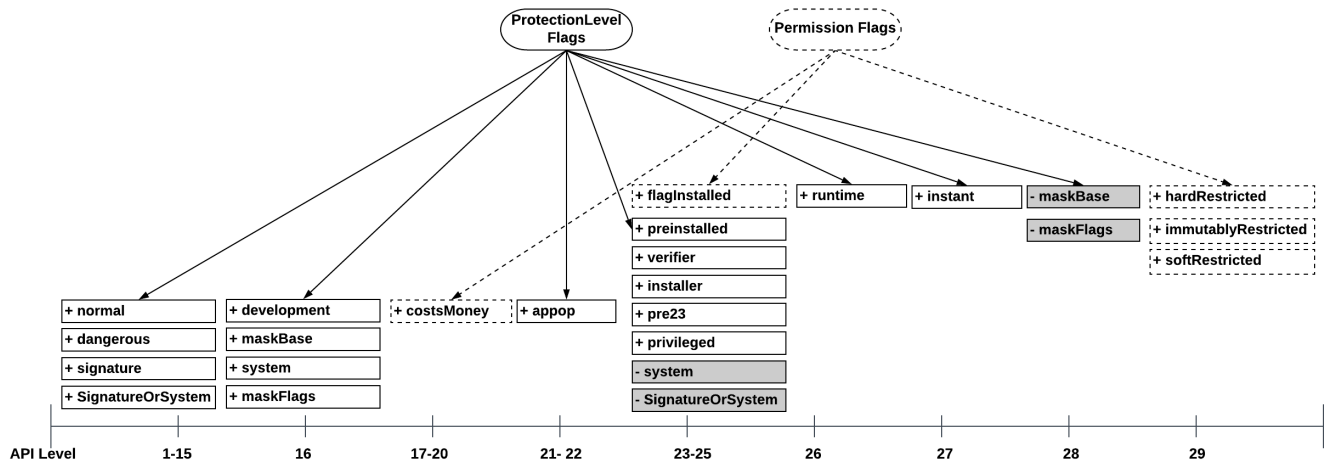 ProtectionLevel
Flags
Permission Flags
+ flagInstalled
+ runtime
+ instant
- maskBase
+ hardRestricted
+ preinstalled
- maskFlags
+ immutablyRestricted
+ verifier
+ softRestricted
+ installer
+ normal
+ development
+ costsMoney
+ appop
+ pre23
+ dangerous
+ maskBase
+ privileged
+ signature
+ system
- system
+ SignatureOrSystem
+ maskFlags
- SignatureOrSystem
API Level 1-15 16 17-20 21- 22 23-25 26 27 28 29